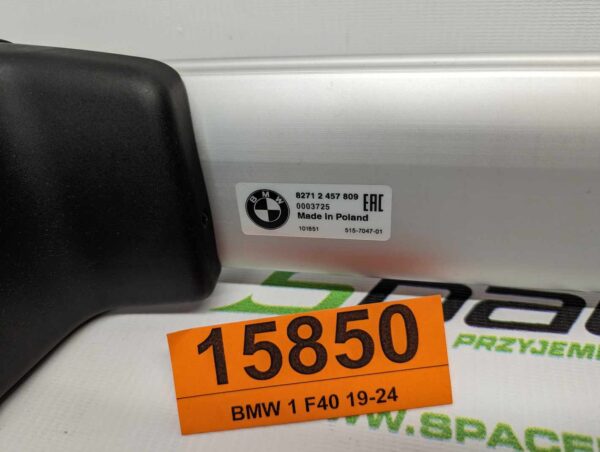 BMW
8271 2 457 809
0003725
EAC
Made in Poland
101651 515-7047-01
15850
BMW 1 F40 19-24
PRZYJEM
WWW.SPACE